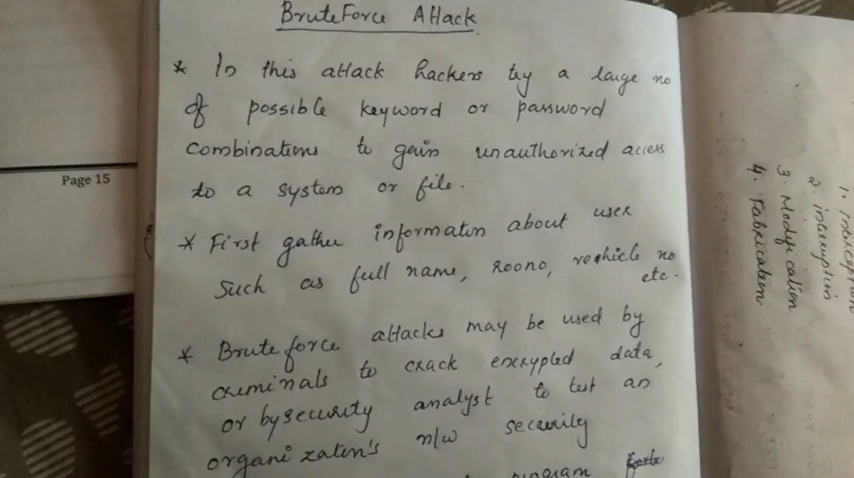 BruteForce Attack
* In this attack hackers try a large no
of possible keyword or password
combinations to gain unauthorized access
to a system or file.
* First gather information about user
such as full name, roono, vechicle no
etc.
* Brute force attacks may be used by
criminals to crack encrypted data,
or by security analyst to test an
organization's n/w security
program
Page 15
1. Interception
2. interruption
3. Modification
4. Fabrication